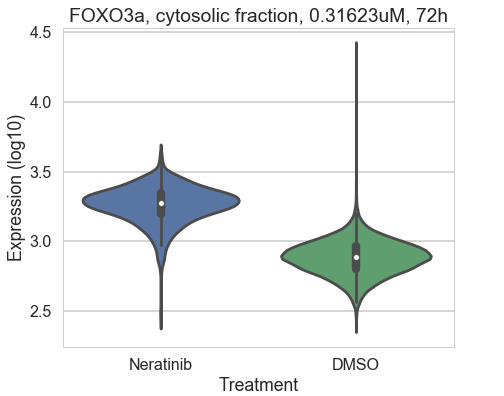 FOXO3a, cytosolic fraction, 0.31623uM, 72h
4.5
4.0
3.5
3.0
2.5
Expression (log10)
Neratinib DMSO
Treatment